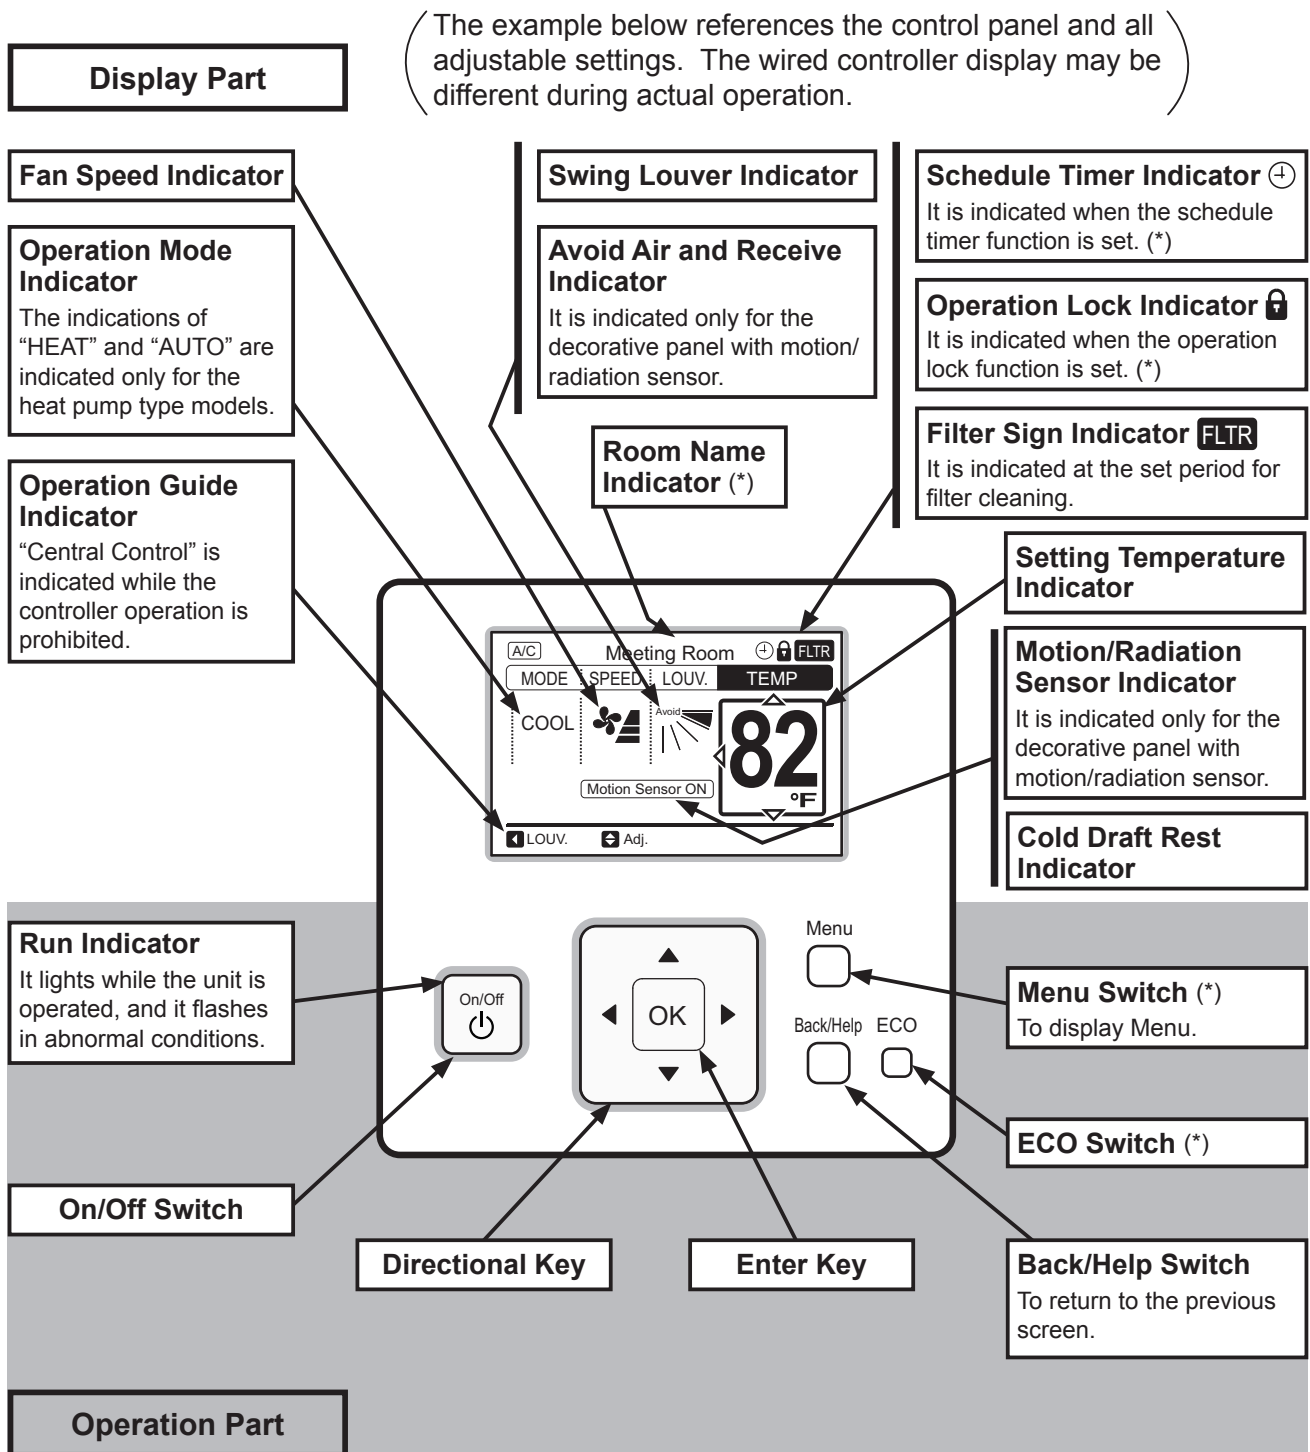 Display Part
The example below references the control panel and all
adjustable settings. The wired controller display may be
different during actual operation.
Fan Speed Indicator
Operation Mode
Indicator
The indications of
“HEAT” and “AUTO” are
indicated only for the
heat pump type models.
Operation Guide
Indicator
“Central Control” is
indicated while the
controller operation is
prohibited.
Swing Louver Indicator
Avoid Air and Receive
Indicator
It is indicated only for the
decorative panel with motion/
radiation sensor.
Room Name
Indicator (*)
Schedule Timer Indicator
It is indicated when the schedule
timer function is set. (*)
Operation Lock Indicator
It is indicated when the operation
lock function is set. (*)
Filter Sign Indicator FLTR
It is indicated at the set period for
filter cleaning.
Setting Temperature
Indicator
Motion/Radiation
Sensor Indicator
It is indicated only for the
decorative panel with
motion/radiation sensor.
Cold Draft Rest
Indicator
A/C Meeting Room FLTR
MODE SPEED LOUV. TEMP
COOL Avoid 82
°F
Motion Sensor ON
LOUV. Adj.
Run Indicator
It lights while the unit is
operated, and it flashes
in abnormal conditions.
On/Off
OK
Menu
Back/Help ECO
Menu Switch (*)
To display Menu.
ECO Switch (*)
On/Off Switch
Directional Key
Enter Key
Back/Help Switch
To return to the previous
screen.
Operation Part